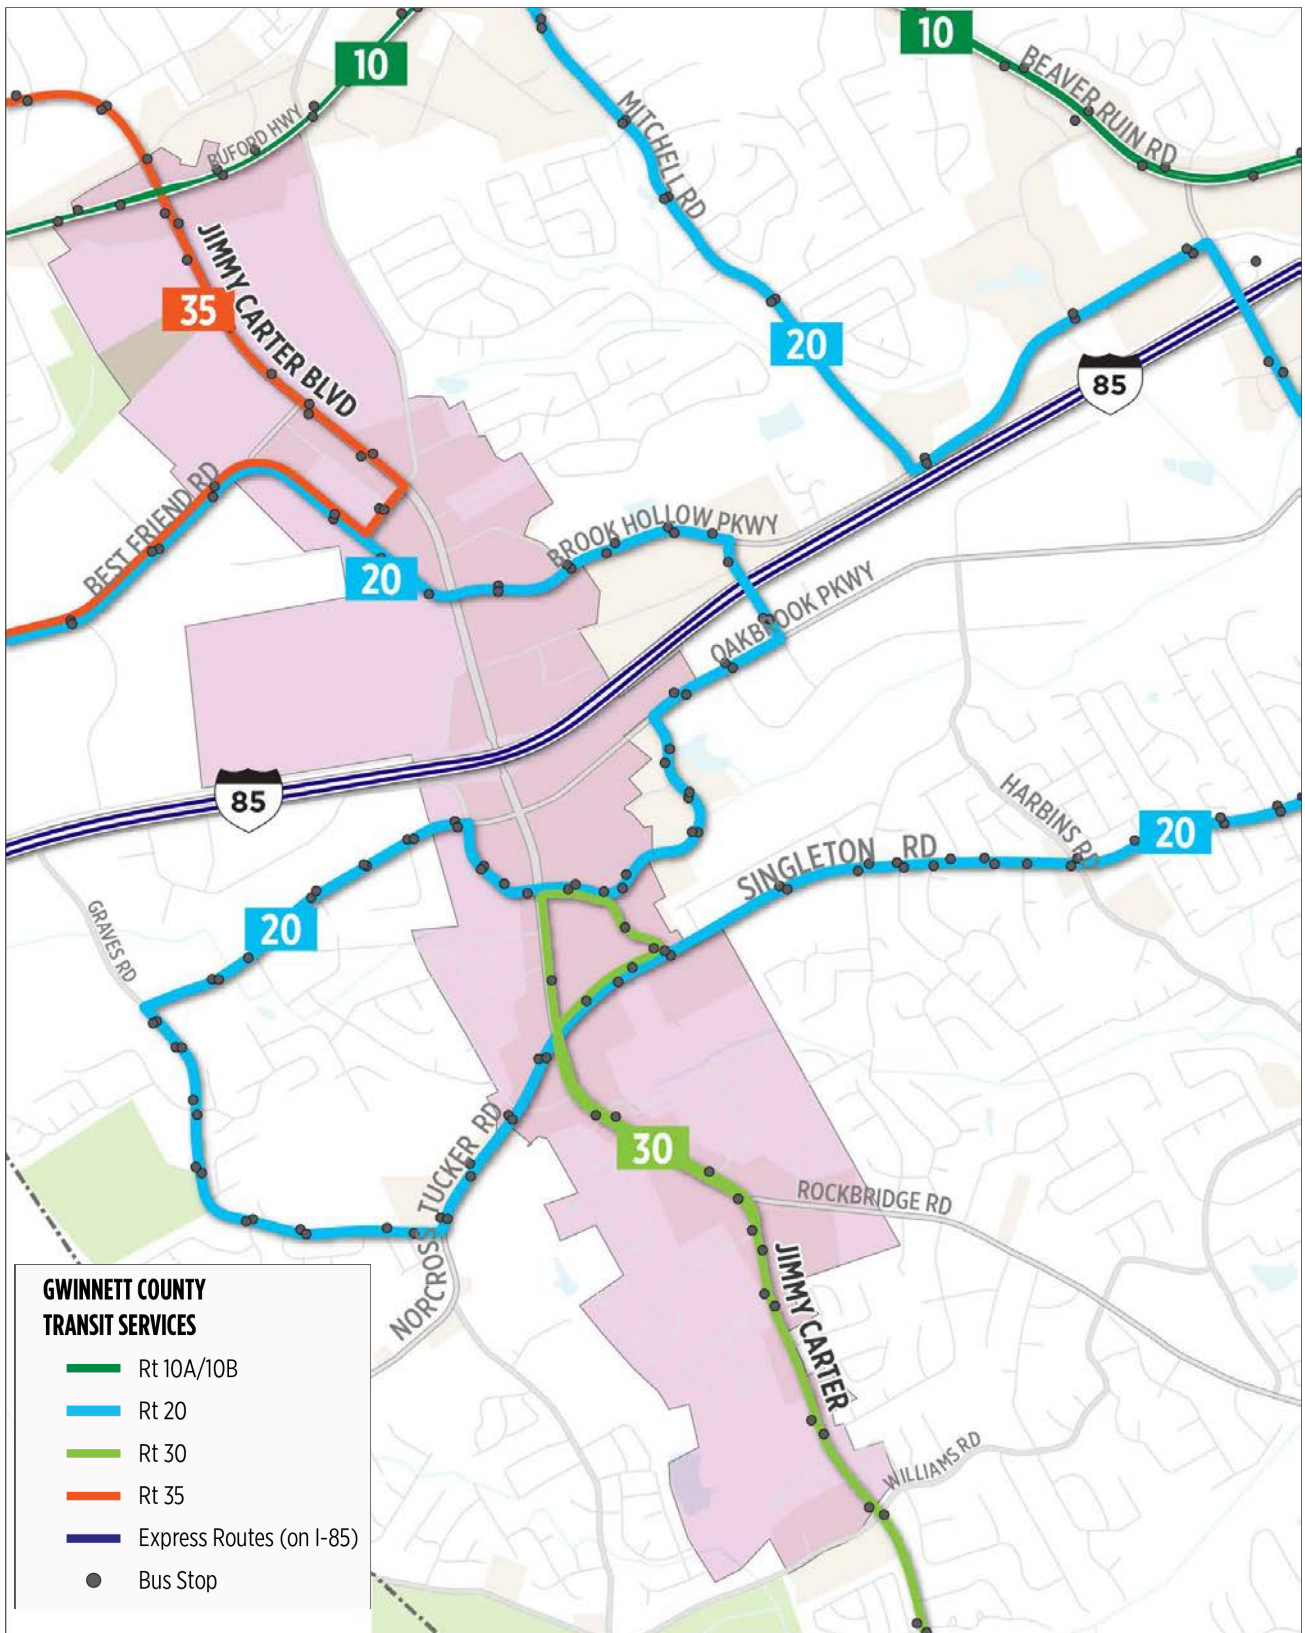 10
10
BEAVER RUIN RD
MITCHELL RD
BUFORD HWY
JIMMY CARTER BLVD
35
20
85
BEST FRIEND RD
BROOK HOLLOW PKWY
20
OAKBROOK PKWY
85
HARBINS RD
20
SINGLETON RD
GRAVES RD
20
NORCROSS TUCKER RD
30
ROCKBRIDGE RD
JIMMY CARTER
WILLIAMS RD
GWINNETT COUNTY
TRANSIT SERVICES
Rt 10A/10B
Rt 20
Rt 30
Rt 35
Express Routes (on I-85)
Bus Stop